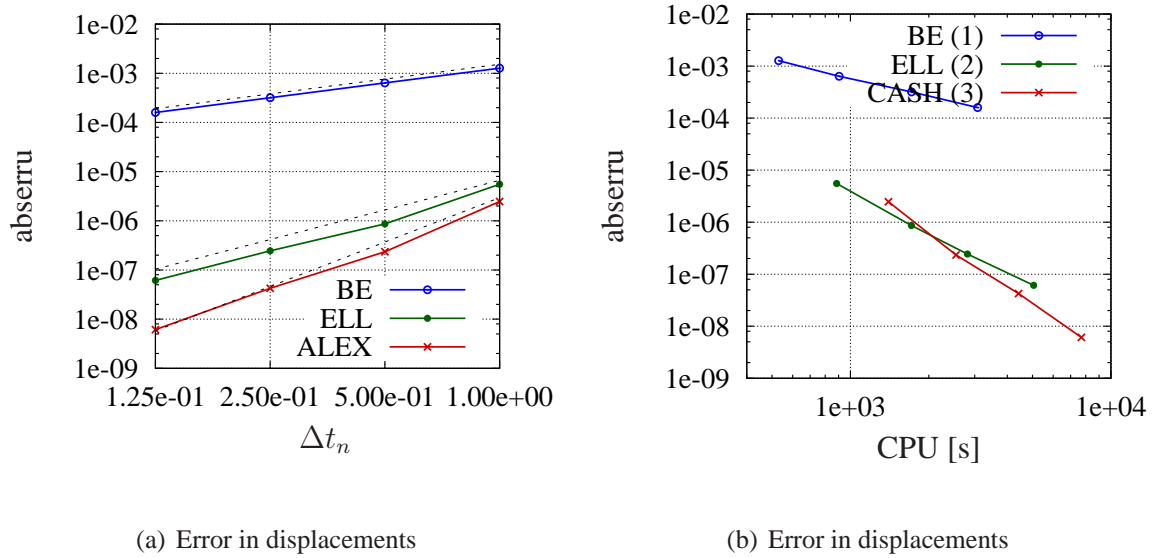 1e-02
1e-03
1e-04
1e-05
1e-06
1e-07
1e-08
1e-09
abserru
BE
ELL
ALEX
1.25e-01 2.50e-01 5.00e-01 1.00e+00
Δtₙ
(a) Error in displacements
1e-02
1e-03
1e-04
1e-05
1e-06
1e-07
1e-08
1e-09
abserru
BE (1)
ELL (2)
CASH (3)
1e+03 1e+04
CPU [s]
(b) Error in displacements